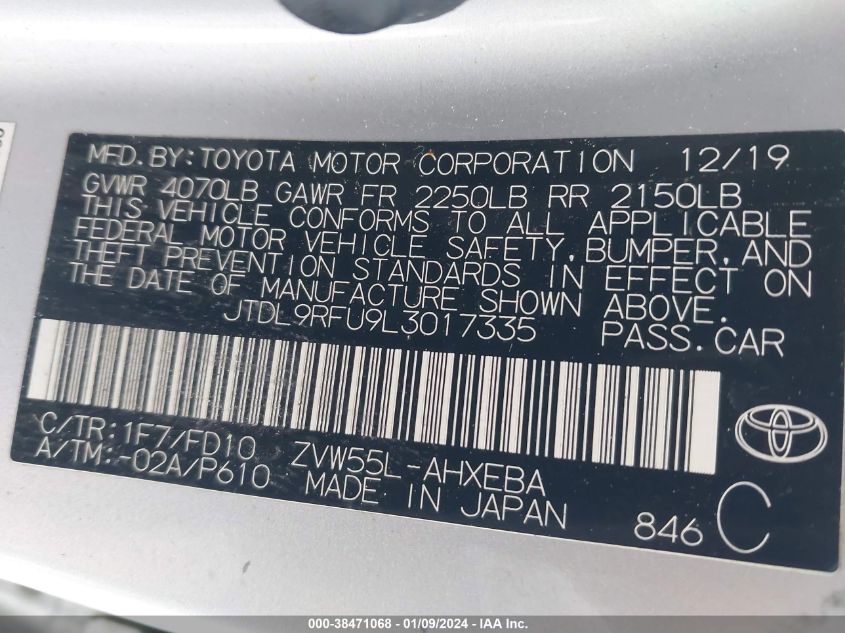 MFD.BY:TOYOTA MOTOR CORPORATION 12/19
GVWR 4070LB GAWR FR 2250LB RR 2150LB
THIS VEHICLE CONFORMS TO ALL APPLICABLE
FEDERAL MOTOR VEHICLE SAFETY,BUMPER,AND
THEFT PREVENTION STANDARDS IN EFFECT ON
THE DATE OF MANUFACTURE SHOWN ABOVE.
JTDL9RFU9L3017335 PASS.CAR
C/TR:1F7/FD10 ZVW55L-AHXEBA
A/TM:-02A/P610 MADE IN JAPAN
846 C
000-38471068 - 01/09/2024 - IAA Inc.